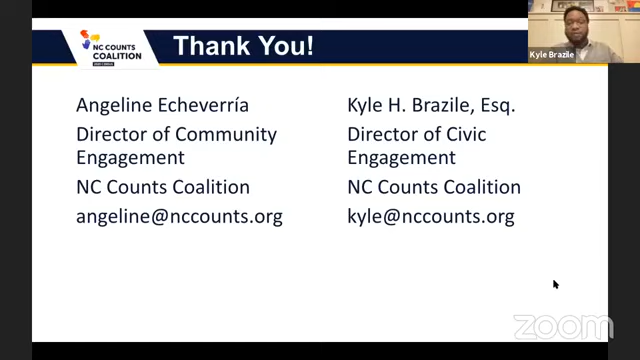 NC COUNTS
COALITION
Thank You!
Kyle Brazile
Angeline Echeverría
Director of Community
Engagement
NC Counts Coalition
angeline@nccounts.org
Kyle H. Brazile, Esq.
Director of Civic
Engagement
NC Counts Coalition
kyle@nccounts.org
zoom